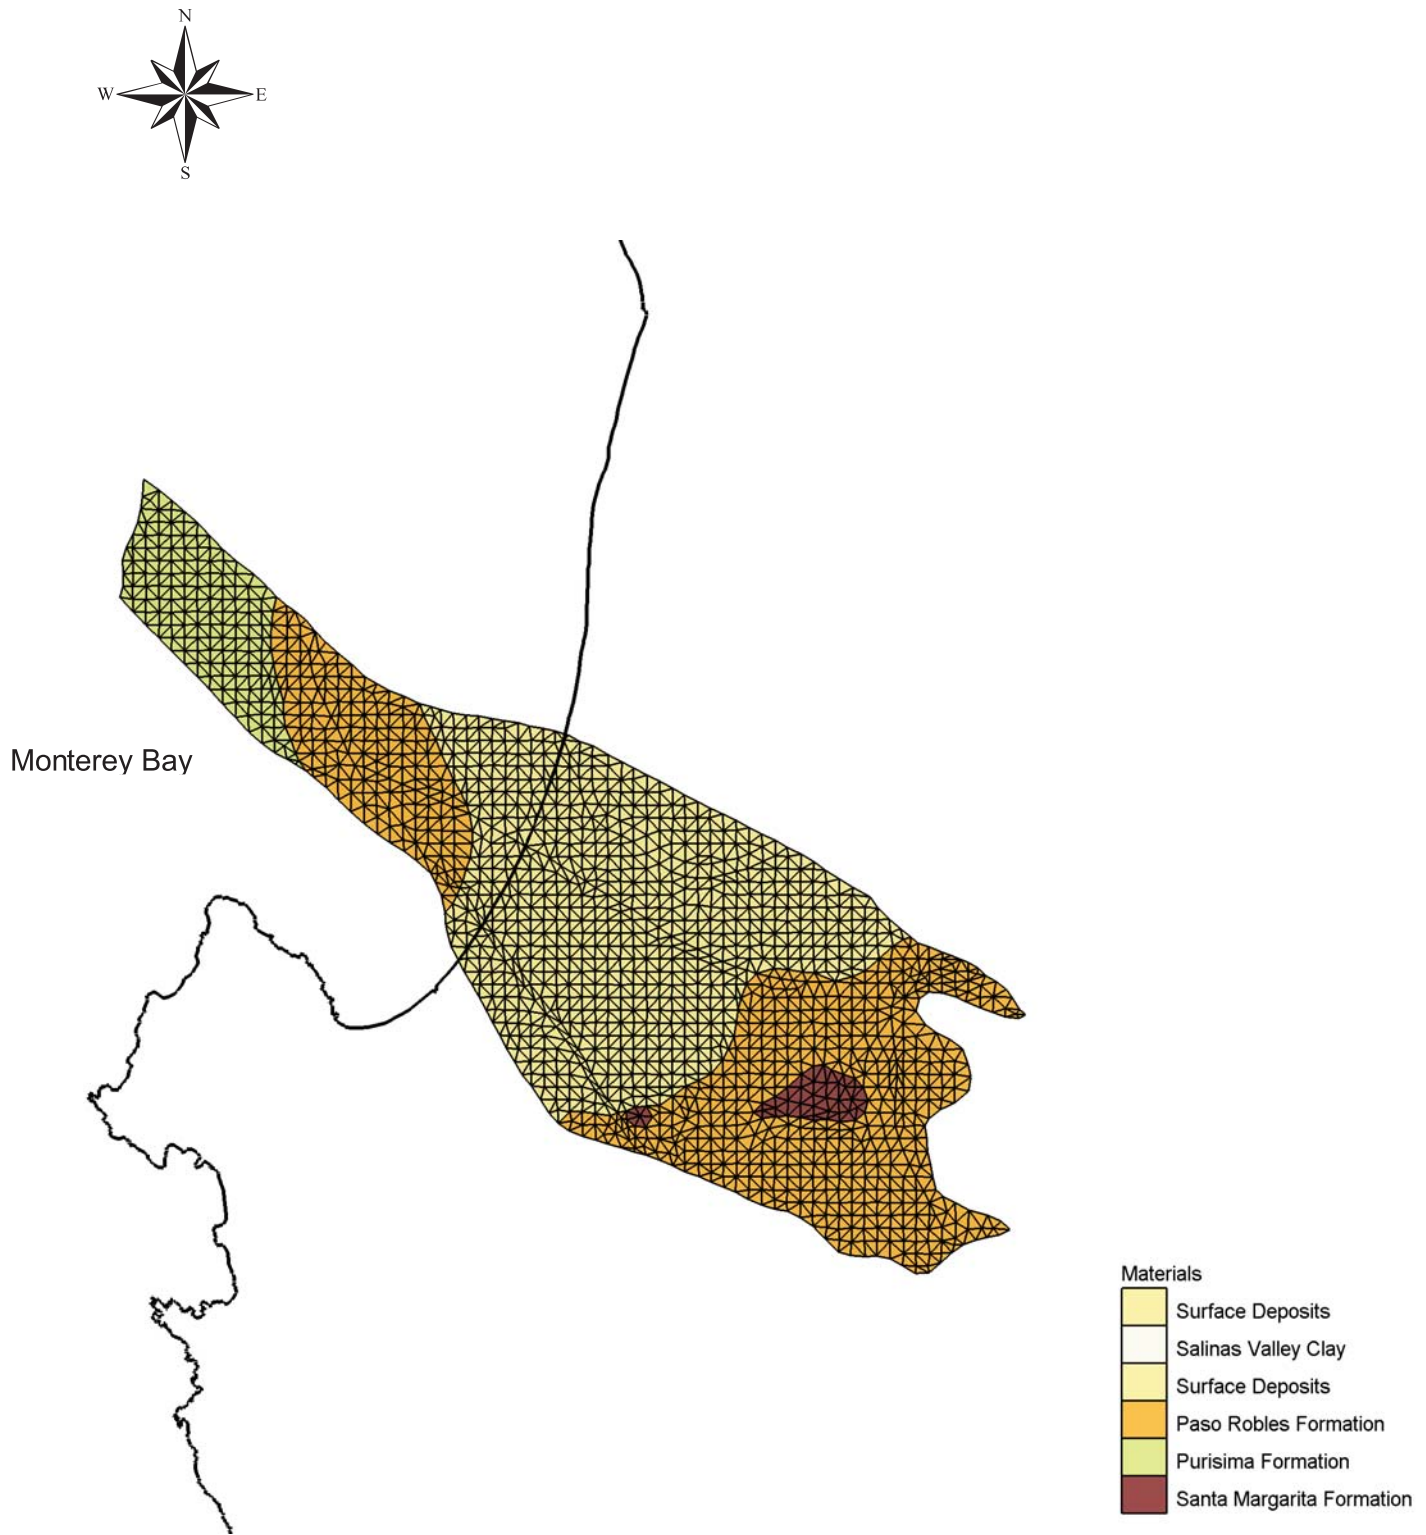 N
W
E
S
Monterey Bay
Materials
Surface Deposits
Salinas Valley Clay
Surface Deposits
Paso Robles Formation
Purisima Formation
Santa Margarita Formation